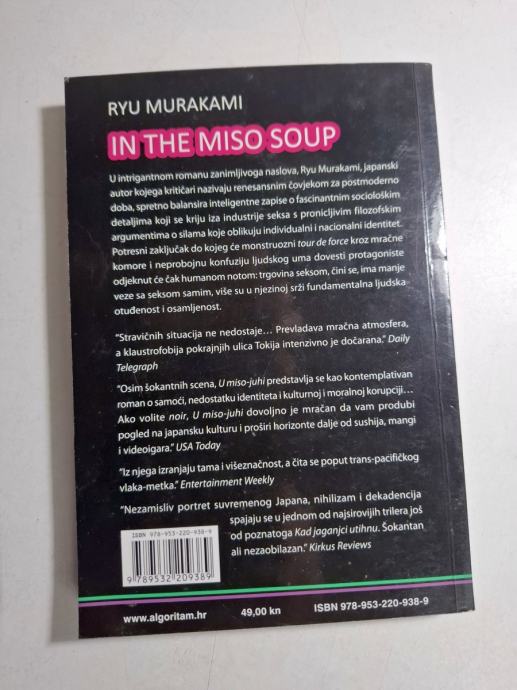 RYU MURAKAMI
IN THE MISO SOUP
U intrigantnom romanu zanimljivoga naslova, Ryu Murakami, japanski
autor kojega kritičari nazivaju renesansnim čovjekom za postmoderno
doba, spretno balansira inteligentne zapise o fascinantnim sociološkim
detaljima koji se kriju iza industrije seksa s pronicljivim filozofskim
argumentima o silama koje oblikuju individualni i nacionalni identitet.
Potresni zaključak do kojeg će monstruozni tour de force kroz mračne
komore i neprobojnu konfuziju ljudskog uma dovesti protagoniste
odjeknut će čak humanom notom: trgovina seksom, čini se, ima manje
veze sa seksom samim, više su u njezinoj srži fundamentalna ljudska
otuđenost i osamljenost.
“Stravičnih situacija ne nedostaje... Prevladava mračna atmosfera,
a klaustrofobija pokrajnjih ulica Tokija intenzivno je dočarana.” Daily
Telegraph
“Osim šokantnih scena, U miso-juhi predstavlja se kao kontemplativan
roman o samoći, nedostatku identiteta i kulturnoj i moralnoj korupciji...
Ako volite noir, U miso-juhi dovoljno je mračan da vam produbi
pogled na japansku kulturu i proširi horizonte dalje od sushija, mangi
i videoigara.” USA Today
“Iz njega izranjaju tama i višeznačnost, a čita se poput trans-pacifičkog
vlaka-metka.” Entertainment Weekly
“Nezamisliv portret suvremenog Japana, nihilizam i dekadencija
spajaju se u jednom od najsirovijih trilera još
od poznatoga Kad jaganjci utihnu. Šokantan
ali nezaobilazan.” Kirkus Reviews
ISBN 978-953-220-938-9
9 789532 209389
www.algoritam.hr 49,00 kn ISBN 978-953-220-938-9